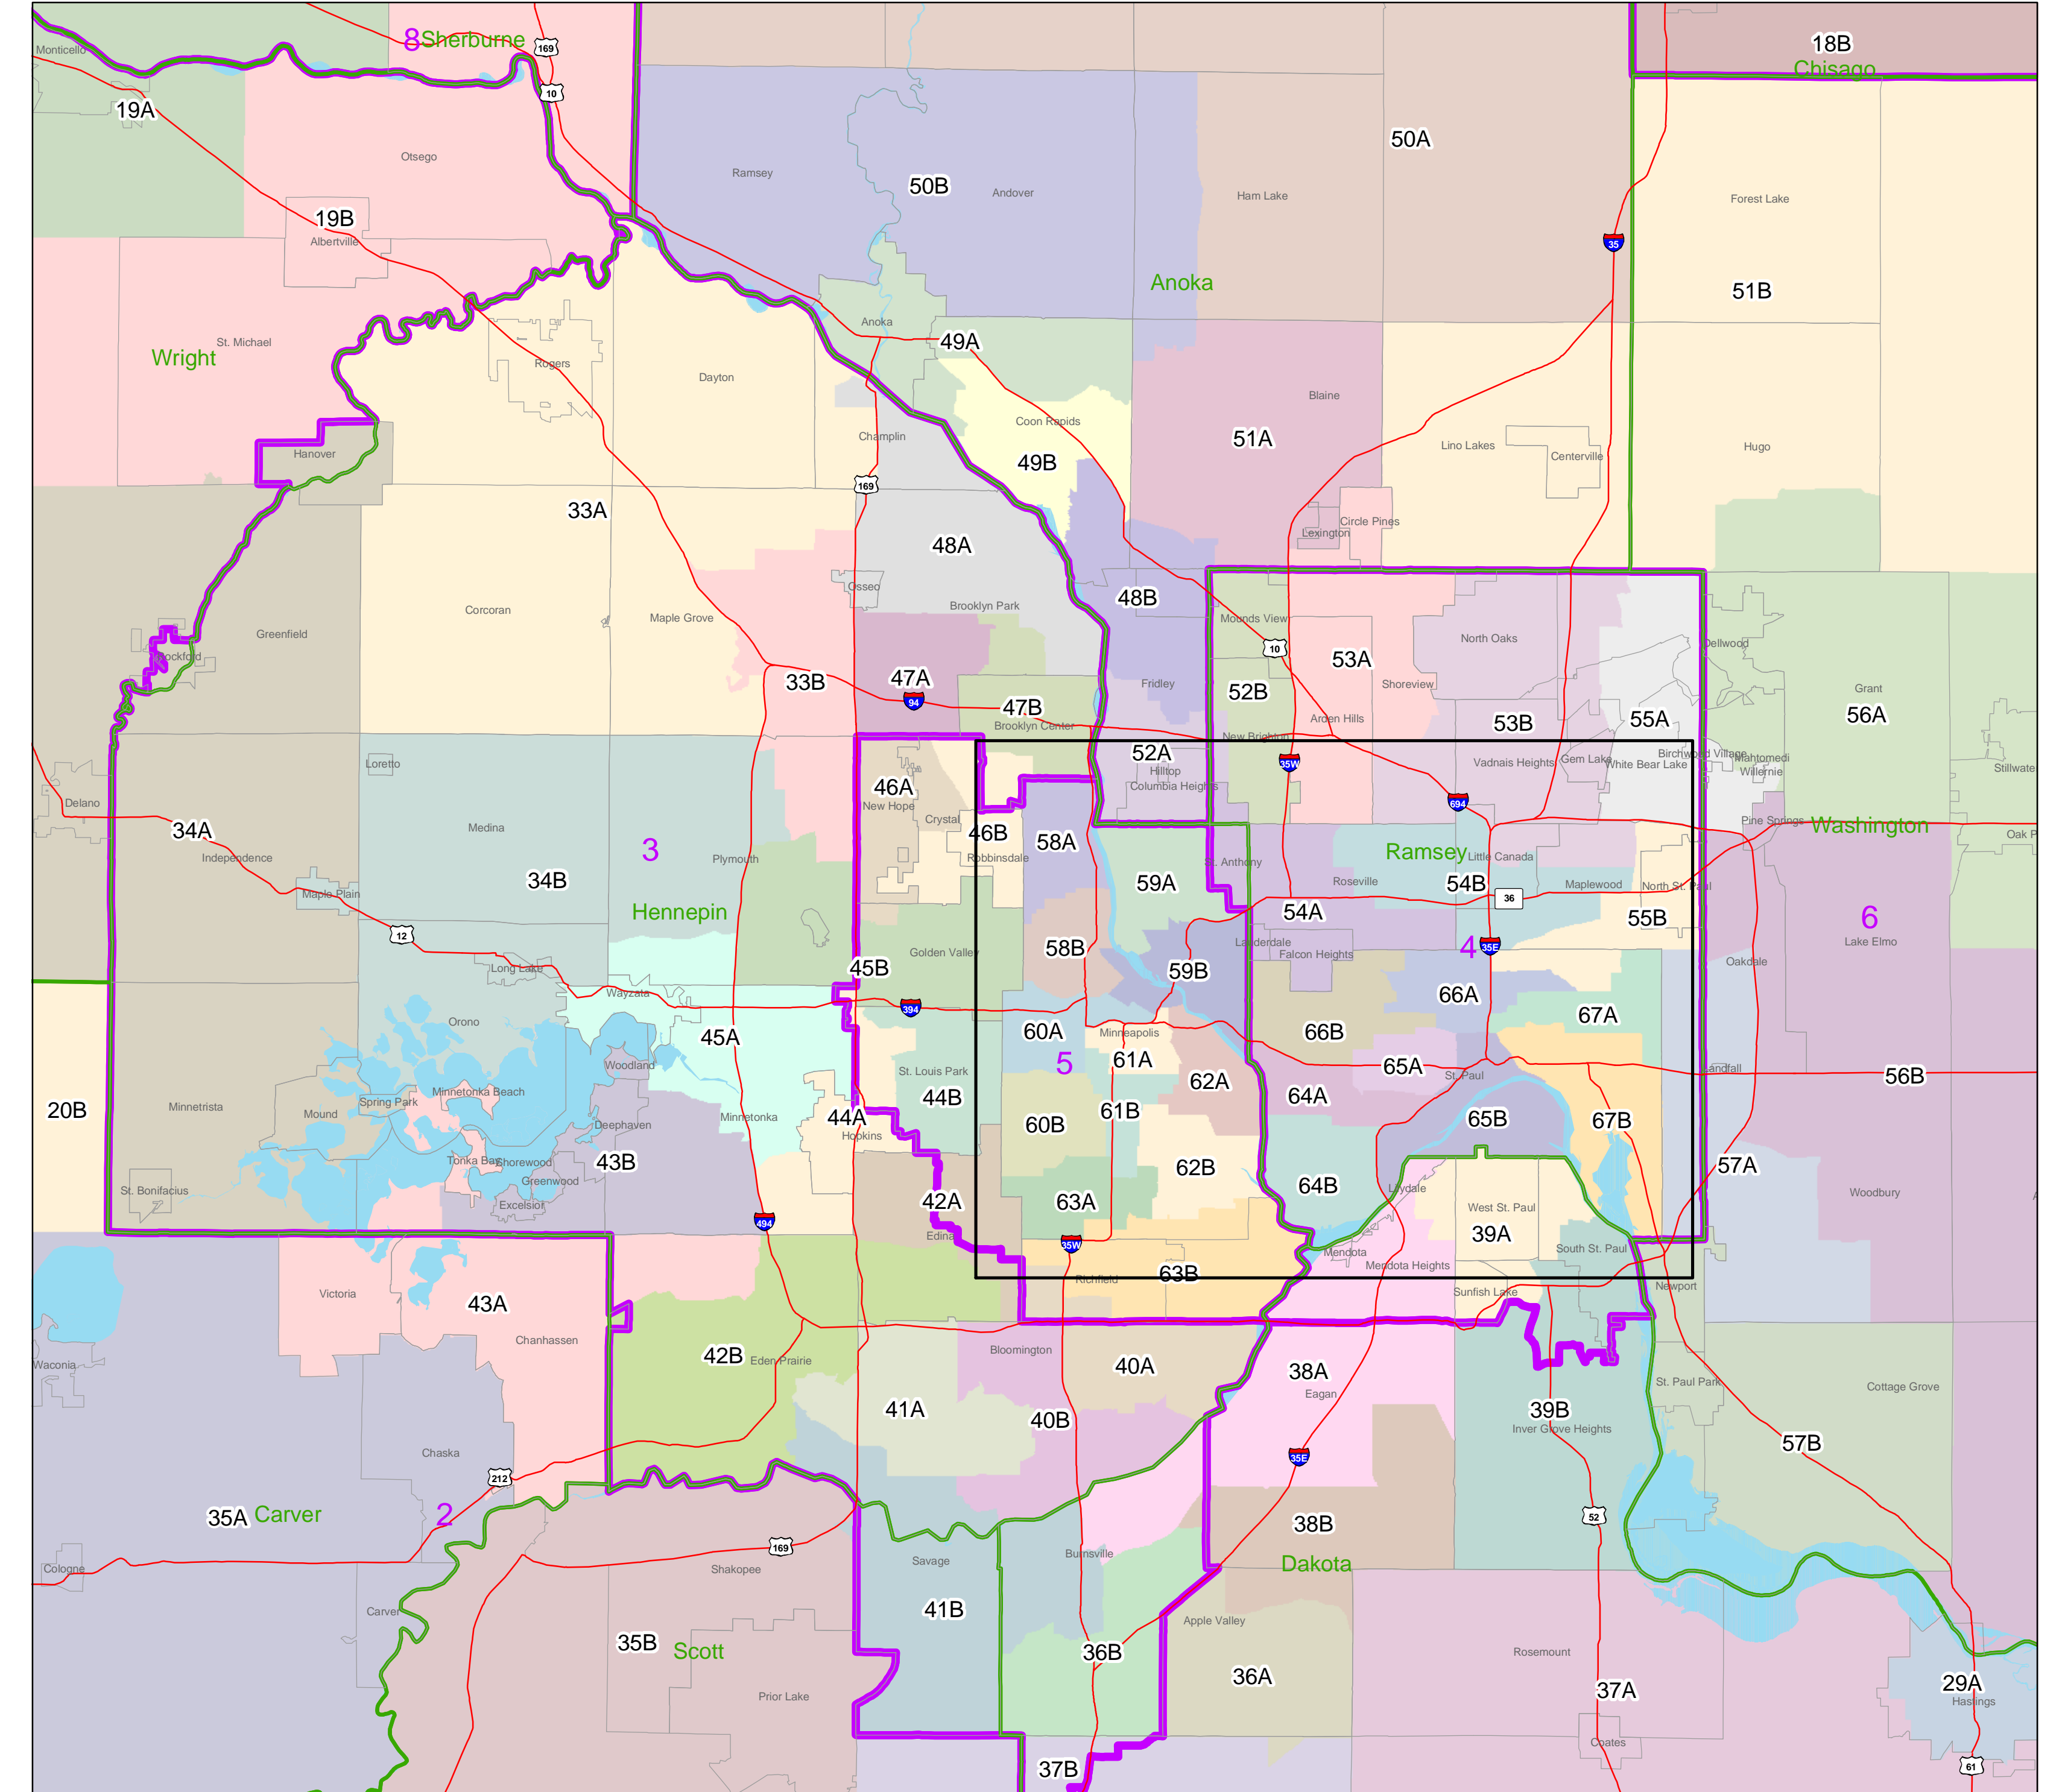 18B
8 Sherburne
169
Monticello
Chisago
10
19A
50A
Otsego
Ramsey
50B
Andover
Ham Lake
Forest Lake
19B
Albertville
35
Anoka
51B
Anoka
St. Michael
Wright
49A
Rogers
Dayton
Blaine
Coon Rapids
Champlin
51A
Lino Lakes
Hugo
Hanover
49B
Centerville
169
33A
Circle Pines
Lexington
48A
Osseo
48B
Corcoran
Brooklyn Park
Maple Grove
Mounds View
Greenfield
North Oaks
Dellwood
10
53A
Rockford
47A
33B
Fridley
Shoreview
52B
Grant
94
47B
56A
Arden Hills
53B
55A
Brooklyn Center
New Brighton
52A
Birchwood Village
Mahtomedi
Loretto
35W
Vadnais Heights
Gem Lake
White Bear Lake
Hilltop
Willernie
Stillwate
46A
Columbia Heights
Delano
New Hope
694
Crystal
Pine Springs
34A
Medina
46B
58A
Washington
Oak P
3
Plymouth
Robbinsdale
Ramsey
Little Canada
Independence
St. Anthony
34B
59A
Roseville
54B
Maplewood
North St. Paul
Maple Plain
36
Hennepin
54A
55B
6
12
Golden Valley
58B
Lauderdale
4
35E
Lake Elmo
Falcon Heights
Oakdale
Long Lake
45B
59B
Wayzata
66A
394
67A
Orono
45A
60A
Minneapolis
66B
5
61A
Woodland
St. Louis Park
65A
St. Paul
Landfall
56B
62A
Minnetonka Beach
44B
64A
20B
Minnetrista
Spring Park
Mound
Minnetonka
44A
60B
61B
65B
67B
Deephaven
Hopkins
Tonka Bay
Shorewood
43B
62B
57A
Greenwood
St. Bonifacius
64B
Lilydale
Woodbury
Excelsior
42A
63A
West St. Paul
494
Edina
35W
39A
South St. Paul
Mendota
Mendota Heights
63B
Richfield
Newport
Victoria
Sunfish Lake
43A
Chanhassen
42B
Bloomington
Waconia
Eden Prairie
40A
38A
St. Paul Park
Cottage Grove
Eagan
41A
40B
39B
Inver Grove Heights
Chaska
57B
35E
212
35A
Carver
2
52
38B
169
Savage
Burnsville
Dakota
Cologne
Shakopee
Carver
41B
Apple Valley
35B
Scott
36B
Rosemount
36A
37A
29A
Prior Lake
Hastings
Coates
37B
61